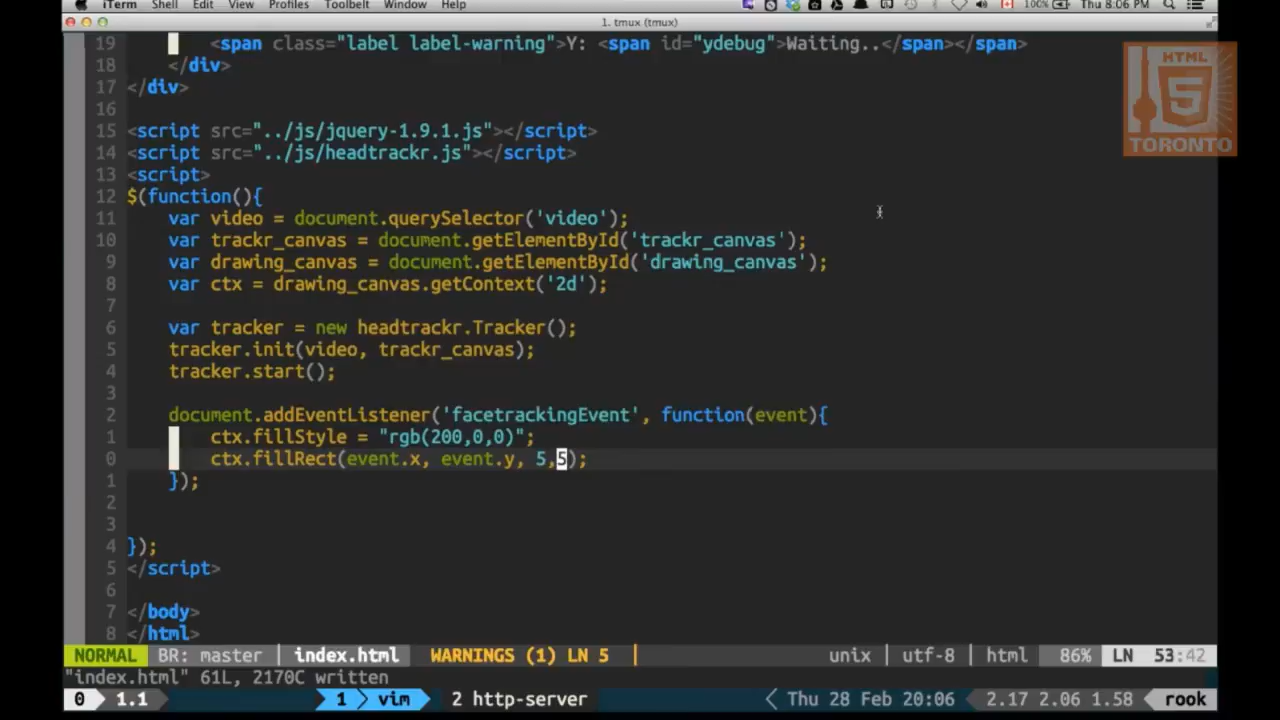 iTerm Shell Edit View Profiles Toolbelt Window Help 100% Thu 8:06 PM
1. tmux (tmux)
19 <span class="label label-warning">Y: <span id="ydebug">Waiting..</span></span>
18 </div>
17 </div>
16
15 <script src="../js/jquery-1.9.1.js"></script>
14 <script src="../js/headtrackr.js"></script>
13 <script>
12 $(function(){
11 var video = document.querySelector('video');
10 var trackr_canvas = document.getElementById('trackr_canvas');
9 var drawing_canvas = document.getElementById('drawing_canvas');
8 var ctx = drawing_canvas.getContext('2d');
7
6 var tracker = new headtrackr.Tracker();
5 tracker.init(video, trackr_canvas);
4 tracker.start();
3
2 document.addEventListener('facetrackingEvent', function(event){
1 ctx.fillStyle = "rgb(200,0,0)";
0 ctx.fillRect(event.x, event.y, 5,5);
1 });
2
3
4 });
5 </script>
6
7 </body>
8 </html>
NORMAL BR: master index.html WARNINGS (1) LN 5 unix utf-8 html 86% LN 53:42
"index.html" 61L, 2170C written
0 1.1 1 vim 2 http-server Thu 28 Feb 20:06 2.17 2.06 1.58 rook
HTML
5
TORONTO